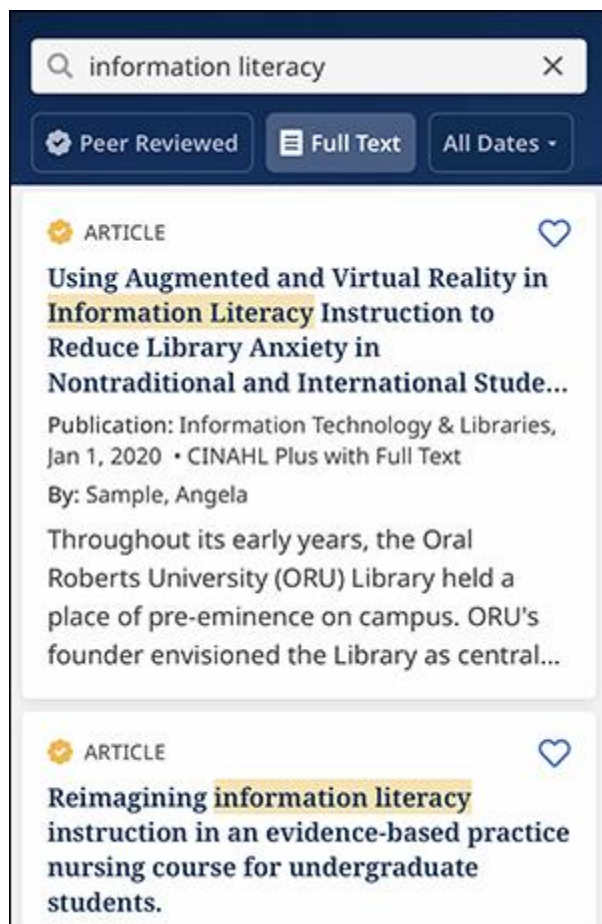 information literacy
Peer Reviewed
Full Text
All Dates
ARTICLE
Using Augmented and Virtual Reality in
Information Literacy Instruction to
Reduce Library Anxiety in
Nontraditional and International Stude...
Publication: Information Technology & Libraries,
Jan 1, 2020 • CINAHL Plus with Full Text
By: Sample, Angela
Throughout its early years, the Oral
Roberts University (ORU) Library held a
place of pre-eminence on campus. ORU's
founder envisioned the Library as central...
ARTICLE
Reimagining information literacy
instruction in an evidence-based practice
nursing course for undergraduate
students.